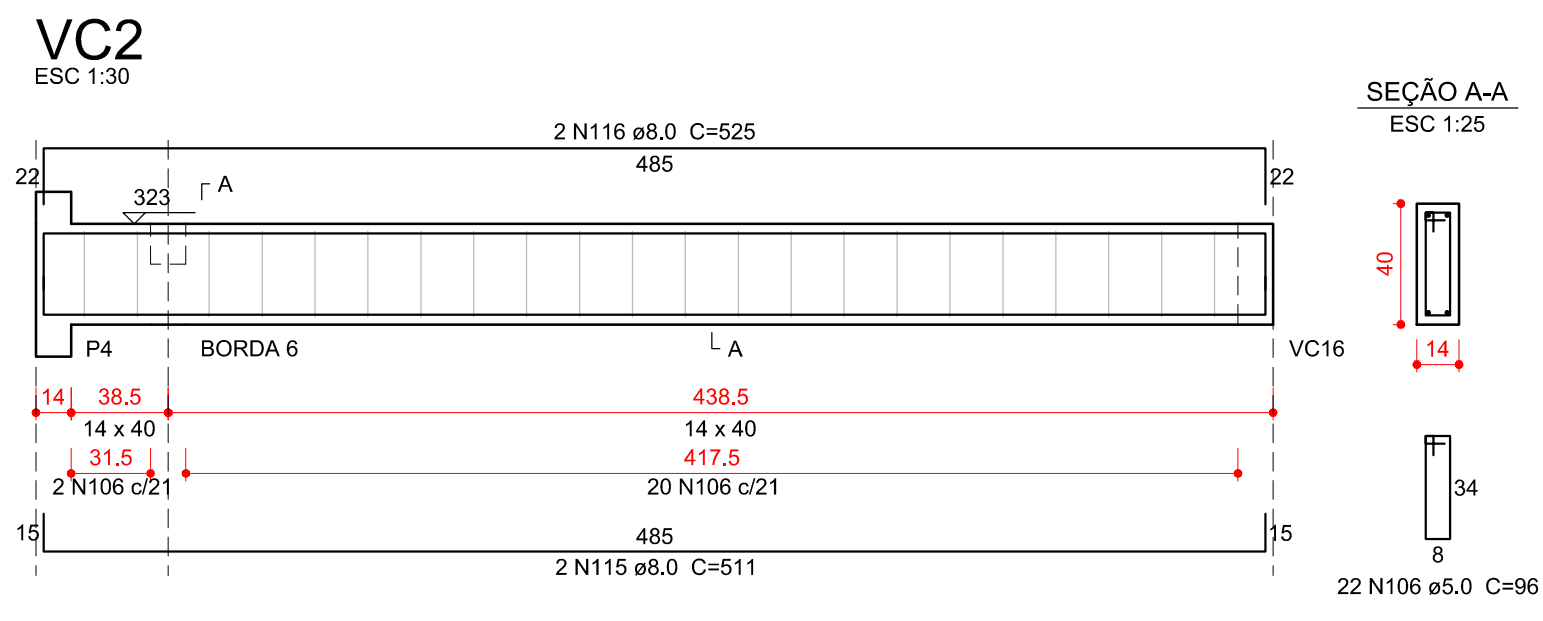 VC2
ESC 1:30
SEÇÃO A-A
ESC 1:25
2 N116 ø8.0 C=525
485
22
22
323
A
40
14
P4
BORDA 6
A
VC16
14
38.5
438.5
14 x 40
14 x 40
31.5
417.5
2 N106 c/21
20 N106 c/21
34
8
15
485
15
2 N115 ø8.0 C=511
22 N106 ø5.0 C=96